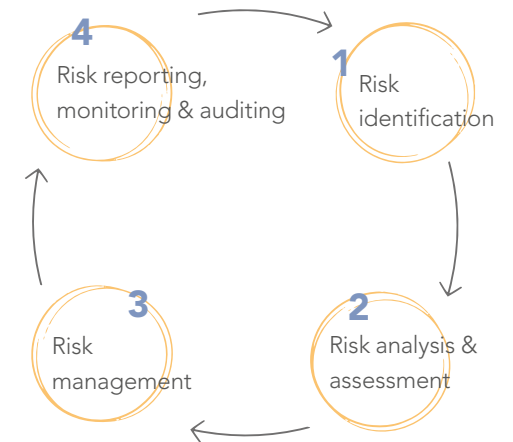 4
Risk reporting,
monitoring & auditing
1
Risk
identification
3
Risk
management
2
Risk analysis &
assessment